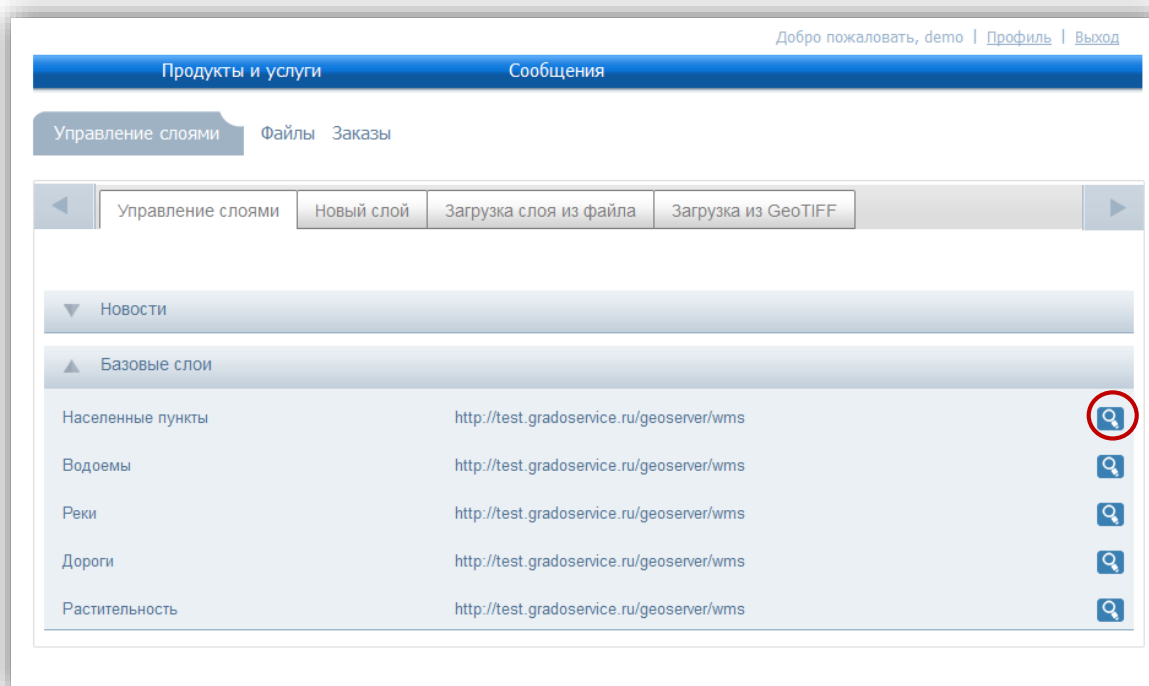 Добро пожаловать, demo | Профиль | Выход
Продукты и услуги Сообщения
Управление слоями Файлы Заказы
Управление слоями Новый слой Загрузка слоя из файла Загрузка из GeoTIFF
Новости
Базовые слои
Населенные пункты http://test.gradoservice.ru/geoserver/wms
Водоемы http://test.gradoservice.ru/geoserver/wms
Реки http://test.gradoservice.ru/geoserver/wms
Дороги http://test.gradoservice.ru/geoserver/wms
Растительность http://test.gradoservice.ru/geoserver/wms